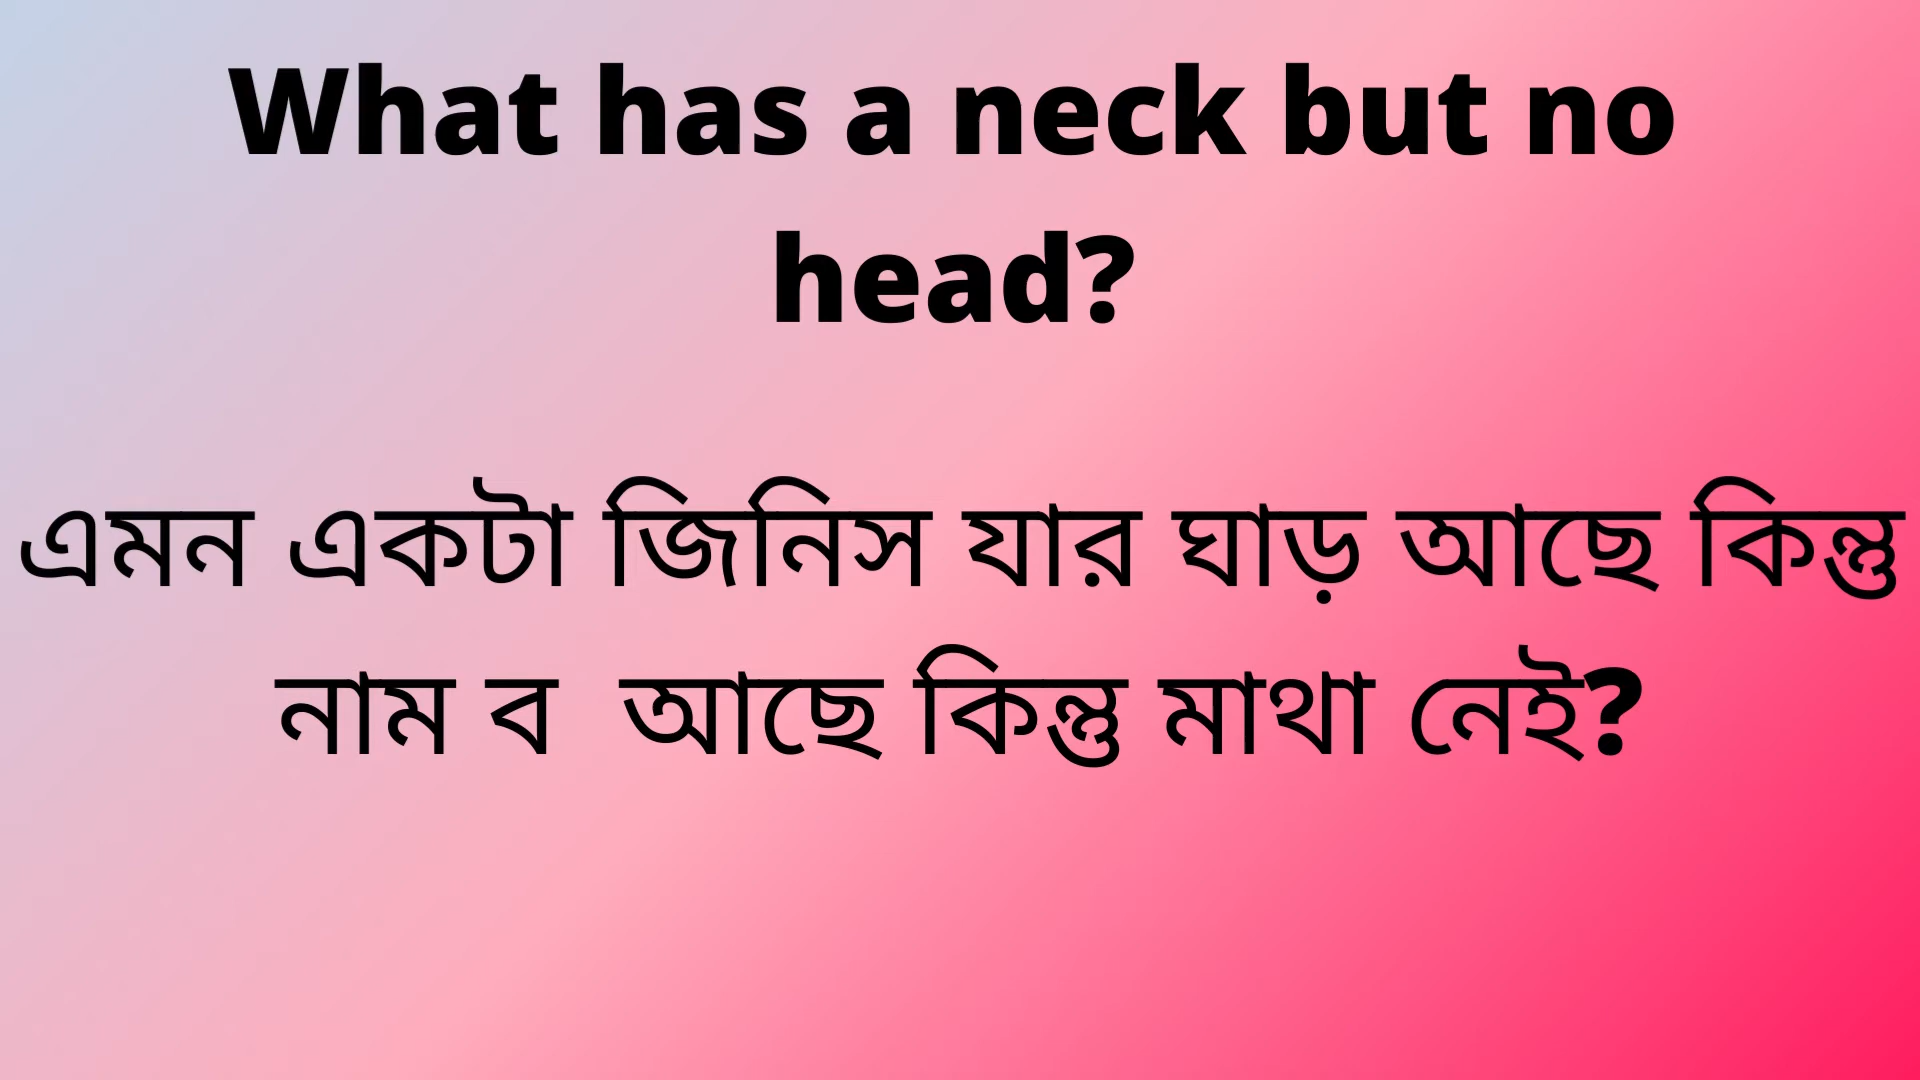 What has a neck but no
head?
এমন একটা জিনিস যার ঘাড় আছে কিন্তু
নাম ব  আছে কিন্তু মাথা নেই?